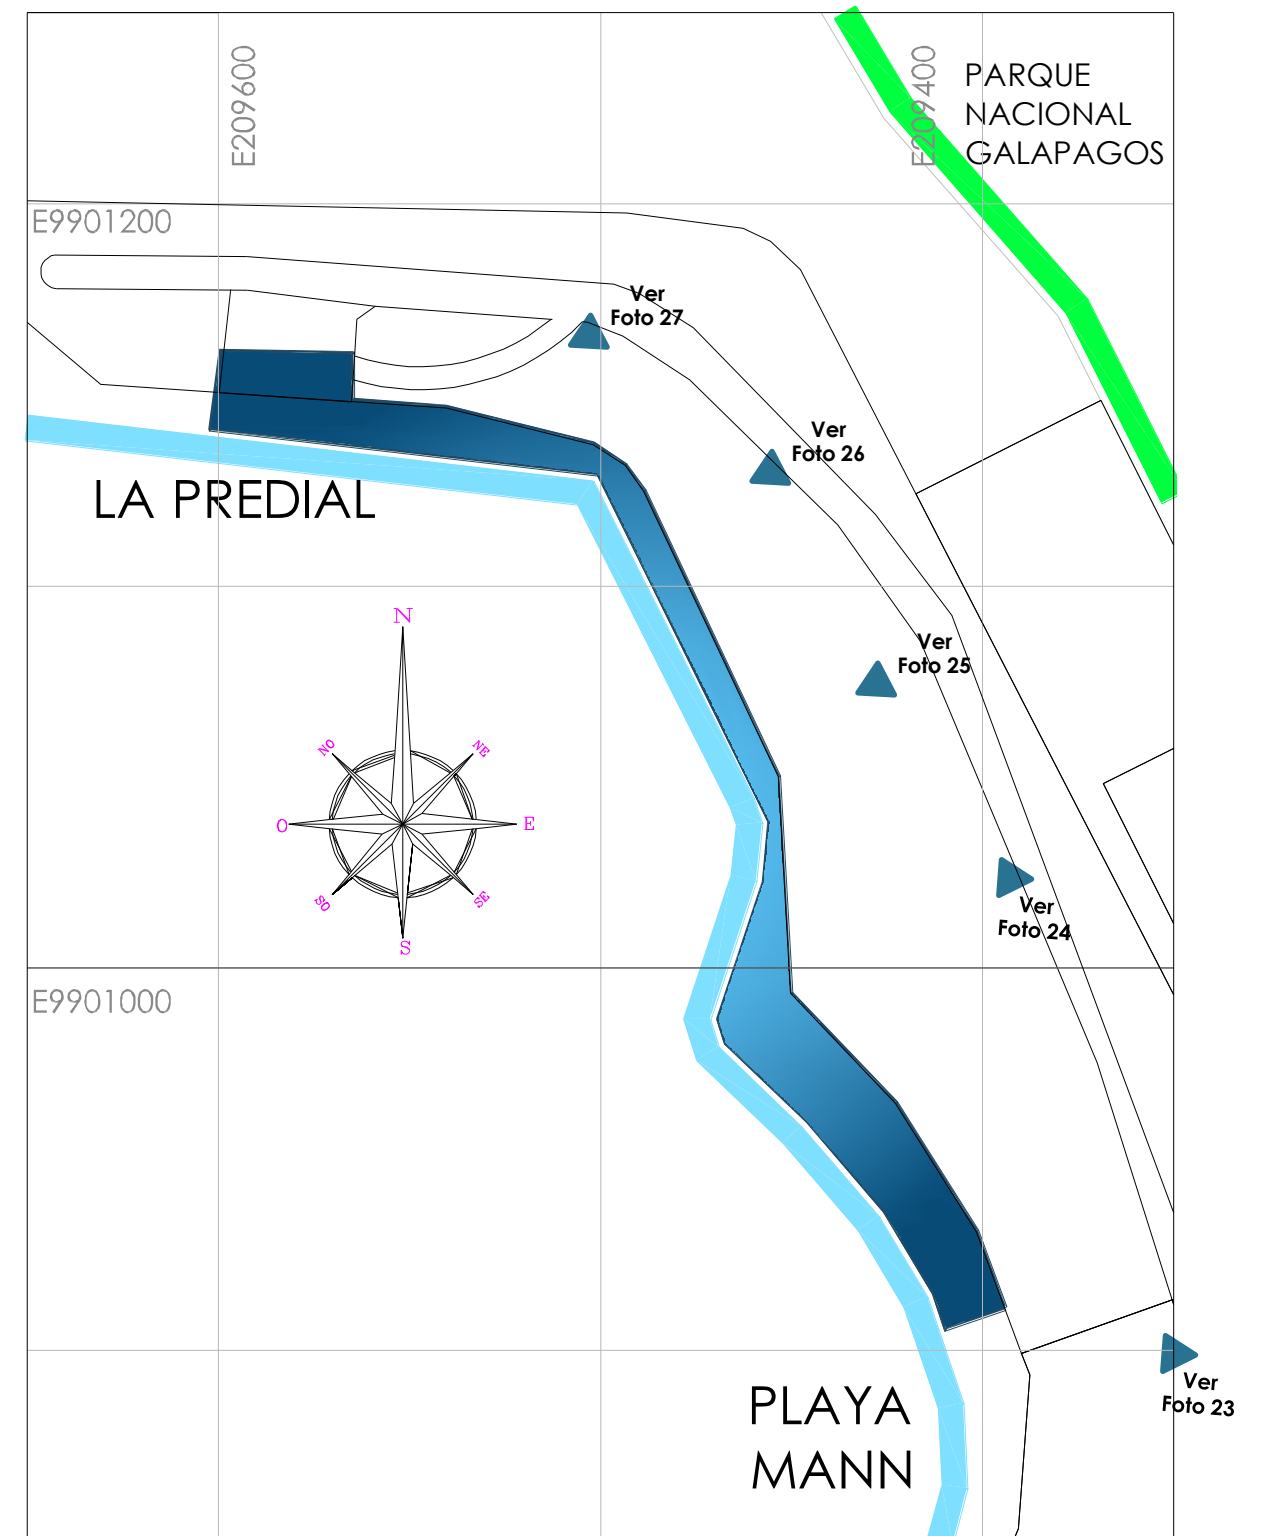 E209600
E209400
PARQUE
NACIONAL
GALAPAGOS
E9901200
Ver
Foto 27
Ver
Foto 26
LA PREDIAL
N
Ver
Foto 25
NO
NE
O
E
SO
SE
S
Ver
Foto 24
E9901000
Ver
Foto 23
PLAYA
MANN